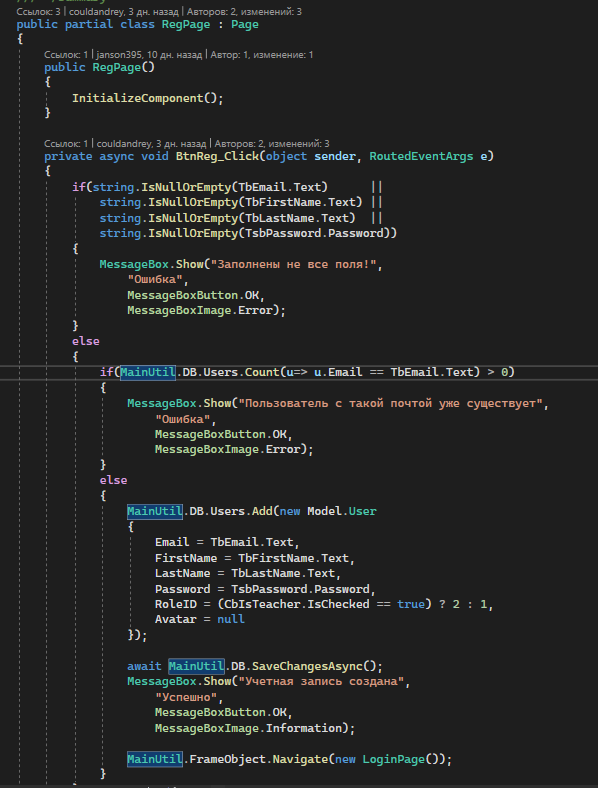 Ссылок: 3 | couldandrey, 3 дн. назад | Авторов: 2, изменений: 3
public partial class RegPage : Page
{
Ссылок: 1 | janson395, 10 дн. назад | Автор: 1, изменение: 1
public RegPage()
{
InitializeComponent();
}
Ссылок: 1 | couldandrey, 3 дн. назад | Авторов: 2, изменений: 3
private async void BtnReg_Click(object sender, RoutedEventArgs e)
{
if(string.IsNullOrEmpty(TbEmail.Text) ||
string.IsNullOrEmpty(TbFirstName.Text) ||
string.IsNullOrEmpty(TbLastName.Text) ||
string.IsNullOrEmpty(TsbPassword.Password))
{
MessageBox.Show("Заполнены не все поля!",
"Ошибка",
MessageBoxButton.OK,
MessageBoxImage.Error);
}
else
{
if(MainUtil.DB.Users.Count(u=> u.Email == TbEmail.Text) > 0)
{
MessageBox.Show("Пользователь с такой почтой уже существует",
"Ошибка",
MessageBoxButton.OK,
MessageBoxImage.Error);
}
else
{
MainUtil.DB.Users.Add(new Model.User
{
Email = TbEmail.Text,
FirstName = TbFirstName.Text,
LastName = TbLastName.Text,
Password = TsbPassword.Password,
RoleID = (CbIsTeacher.IsChecked == true) ? 2 : 1,
Avatar = null
});
await MainUtil.DB.SaveChangesAsync();
MessageBox.Show("Учетная запись создана",
"Успешно",
MessageBoxButton.OK,
MessageBoxImage.Information);
MainUtil.FrameObject.Navigate(new LoginPage());
}